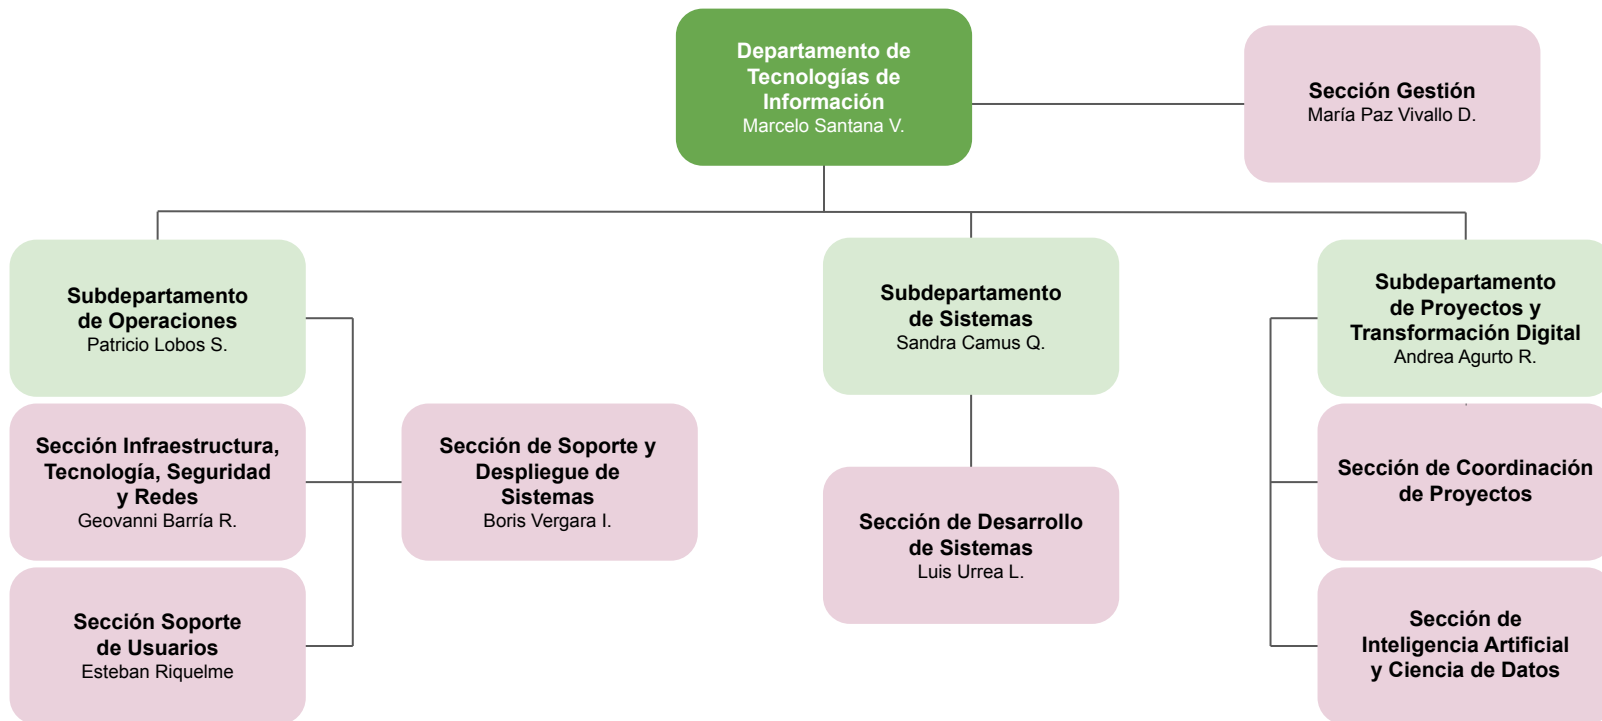 Departamento de
Tecnologías de
Información
Marcelo Santana V.
Sección Gestión
María Paz Vivallo D.
Subdepartamento
de Operaciones
Patricio Lobos S.
Subdepartamento
de Sistemas
Sandra Camus Q.
Subdepartamento
de Proyectos y
Transformación Digital
Andrea Agurto R.
Sección Infraestructura,
Tecnología, Seguridad
y Redes
Geovanni Barría R.
Sección de Soporte y
Despliegue de
Sistemas
Boris Vergara I.
Sección de Desarrollo
de Sistemas
Luis Urrea L.
Sección de Coordinación
de Proyectos
Sección Soporte
de Usuarios
Esteban Riquelme
Sección de
Inteligencia Artificial
y Ciencia de Datos